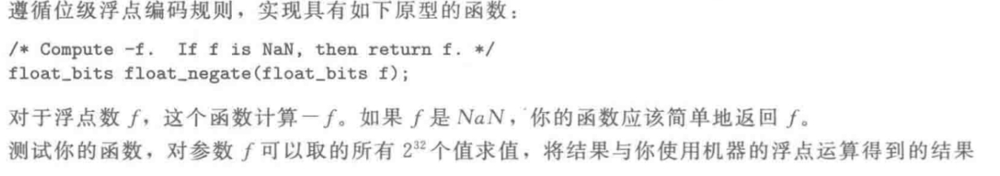 遵循位级浮点编码规则，实现具有如下原型的函数：
/* Compute -f.  If f is NaN, then return f. */
float_bits float_negate(float_bits f);
对于浮点数 f，这个函数计算－f。如果 f 是 NaN，你的函数应该简单地返回 f。
测试你的函数，对参数 f 可以取的所有 2³² 个值求值，将结果与你使用机器的浮点运算得到的结果